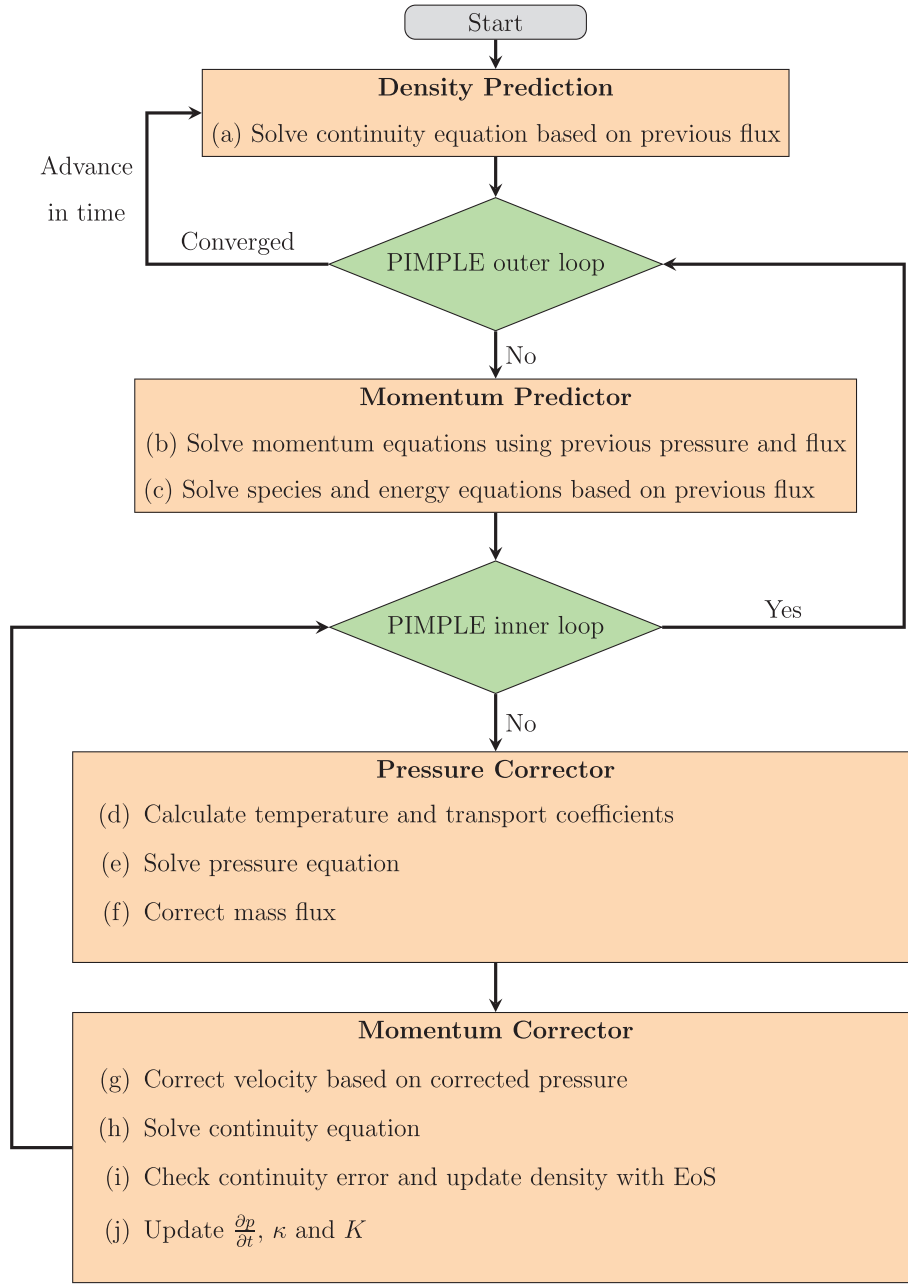 Start
Density Prediction
(a) Solve continuity equation based on previous flux
Advance
in time
Converged
PIMPLE outer loop
No
Momentum Predictor
(b) Solve momentum equations using previous pressure and flux
(c) Solve species and energy equations based on previous flux
PIMPLE inner loop
Yes
No
Pressure Corrector
(d) Calculate temperature and transport coefficients
(e) Solve pressure equation
(f) Correct mass flux
Momentum Corrector
(g) Correct velocity based on corrected pressure
(h) Solve continuity equation
(i) Check continuity error and update density with EoS
(j) Update ∂p/∂t, κ and K